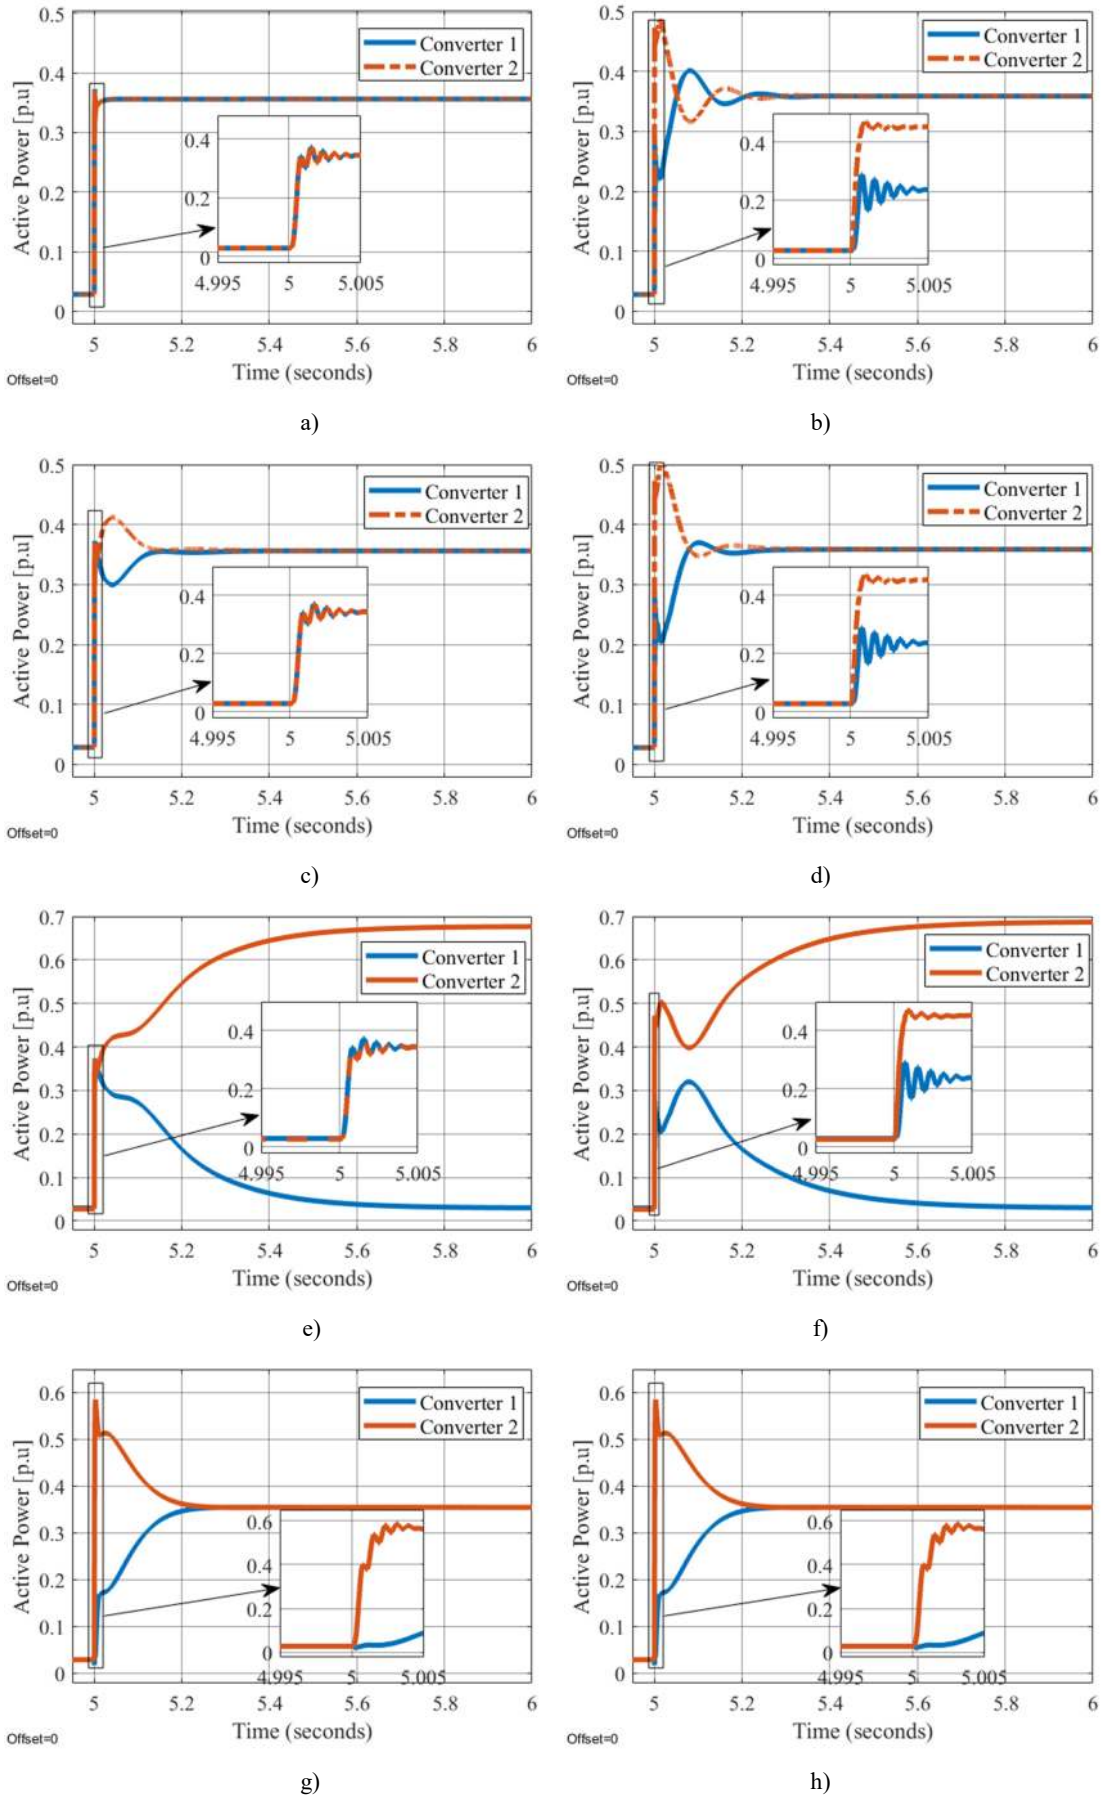 0.5
0.4
0.3
0.2
0.1
0
Active Power [p.u]
Converter 1
Converter 2
0.4
0.2
0
4.995 5 5.005
5 5.2 5.4 5.6 5.8 6
Time (seconds)
Offset=0
a)
0.5
0.4
0.3
0.2
0.1
0
Active Power [p.u]
Converter 1
Converter 2
0.4
0.2
0
4.995 5 5.005
5 5.2 5.4 5.6 5.8 6
Time (seconds)
Offset=0
b)
0.5
0.4
0.3
0.2
0.1
0
Active Power [p.u]
Converter 1
Converter 2
0.4
0.2
0
4.995 5 5.005
5 5.2 5.4 5.6 5.8 6
Time (seconds)
Offset=0
c)
0.5
0.4
0.3
0.2
0.1
0
Active Power [p.u]
Converter 1
Converter 2
0.4
0.2
0
4.995 5 5.005
5 5.2 5.4 5.6 5.8 6
Time (seconds)
Offset=0
d)
0.7
0.6
0.5
0.4
0.3
0.2
0.1
0
Active Power [p.u]
Converter 1
Converter 2
0.4
0.2
0
4.995 5 5.005
5 5.2 5.4 5.6 5.8 6
Time (seconds)
Offset=0
e)
0.7
0.6
0.5
0.4
0.3
0.2
0.1
0
Active Power [p.u]
Converter 1
Converter 2
0.4
0.2
0
4.995 5 5.005
5 5.2 5.4 5.6 5.8 6
Time (seconds)
Offset=0
f)
0.6
0.5
0.4
0.3
0.2
0.1
0
Active Power [p.u]
Converter 1
Converter 2
0.6
0.4
0.2
0
4.995 5 5.005
5 5.2 5.4 5.6 5.8 6
Time (seconds)
Offset=0
g)
0.6
0.5
0.4
0.3
0.2
0.1
0
Active Power [p.u]
Converter 1
Converter 2
0.6
0.4
0.2
0
4.995 5 5.005
5 5.2 5.4 5.6 5.8 6
Time (seconds)
Offset=0
h)